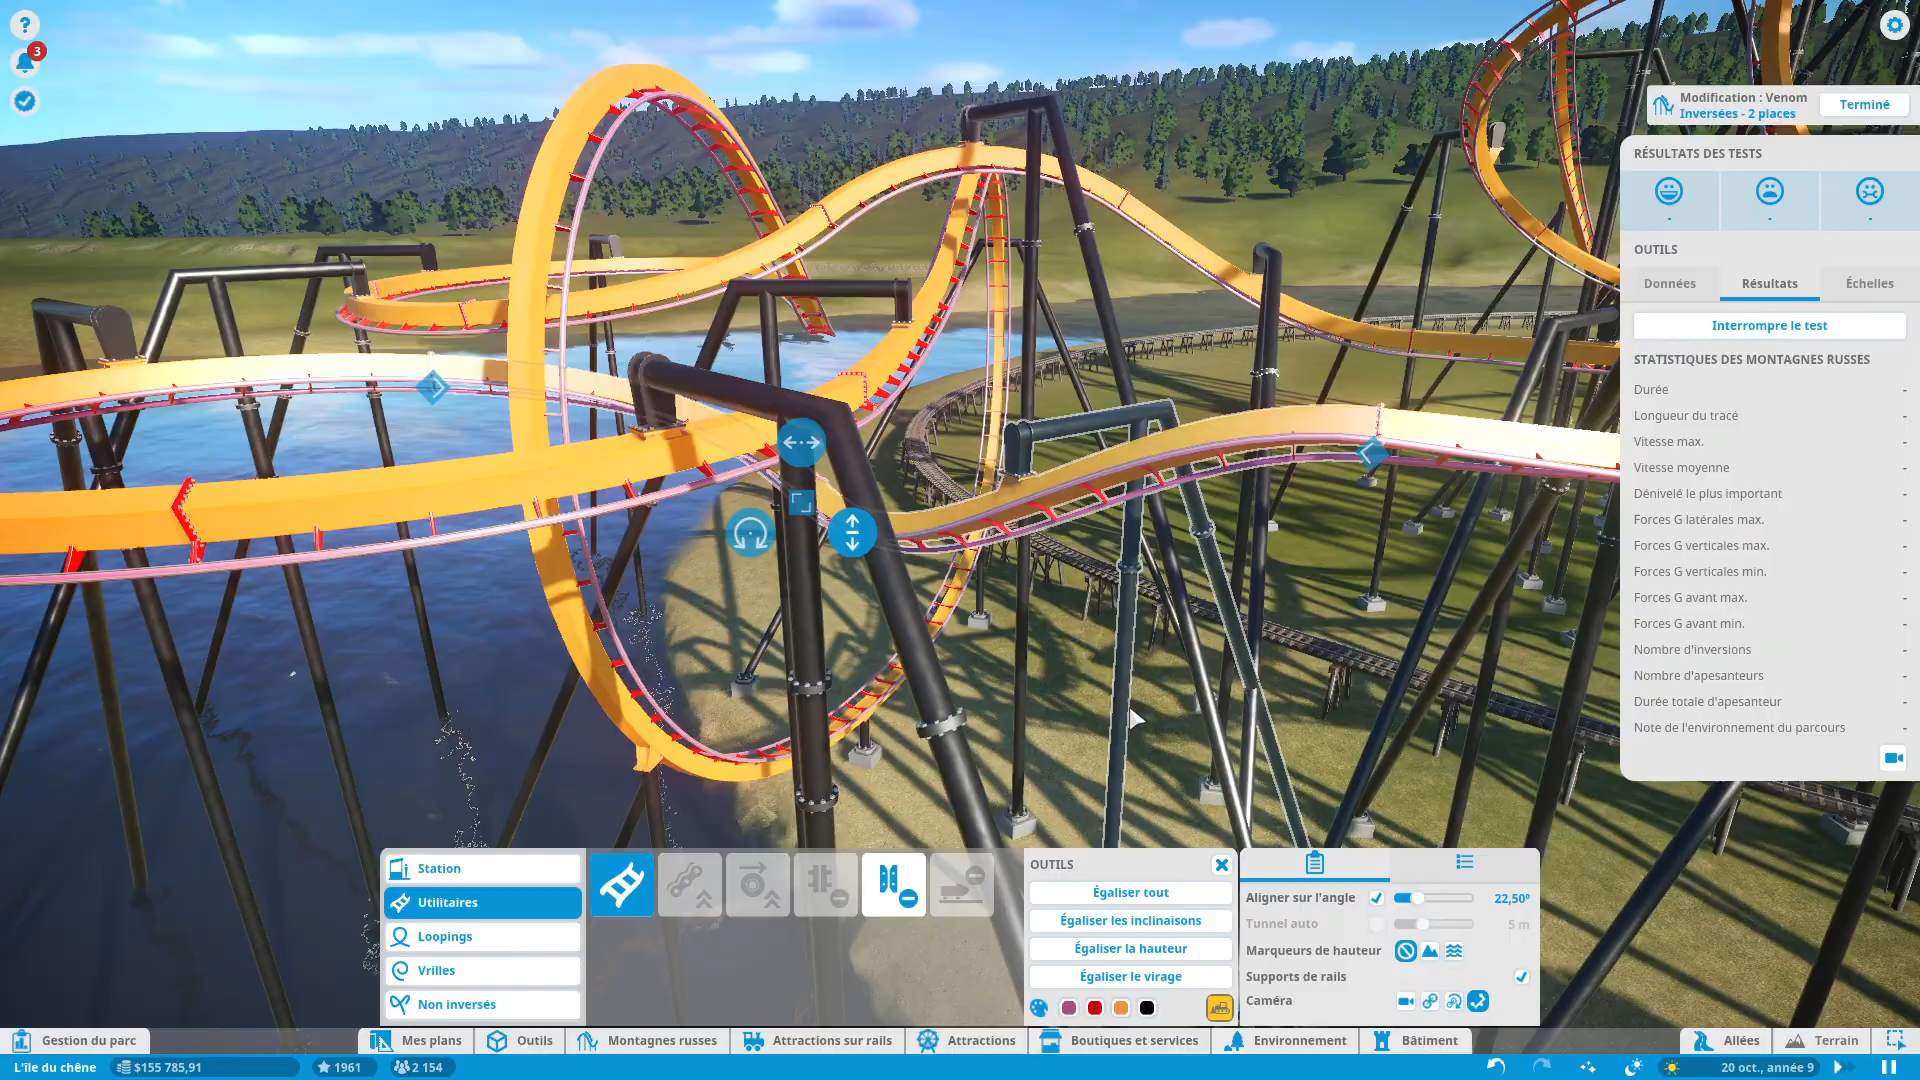 ?
3
Modification : Venom
Inversées - 2 places
Terminé
RÉSULTATS DES TESTS
- - -
OUTILS
Données Résultats Échelles
Interrompre le test
STATISTIQUES DES MONTAGNES RUSSES
Durée -
Longueur du tracé -
Vitesse max. -
Vitesse moyenne -
Dénivelé le plus important -
Forces G latérales max. -
Forces G verticales max. -
Forces G verticales min. -
Forces G avant max. -
Forces G avant min. -
Nombre d'inversions -
Nombre d'apesanteurs -
Durée totale d'apesanteur -
Note de l'environnement du parcours -
Station
Utilitaires
Loopings
Vrilles
Non inversés
OUTILS
Égaliser tout
Égaliser les inclinaisons
Égaliser la hauteur
Égaliser le virage
Aligner sur l'angle 22,50°
Tunnel auto 5 m
Marqueurs de hauteur
Supports de rails
Caméra
Gestion du parc Mes plans Outils Montagnes russes Attractions sur rails Attractions Boutiques et services Environnement Bâtiment Allées Terrain
L'île du chêne $155 785,91 1961 2 154 20 oct., année 9